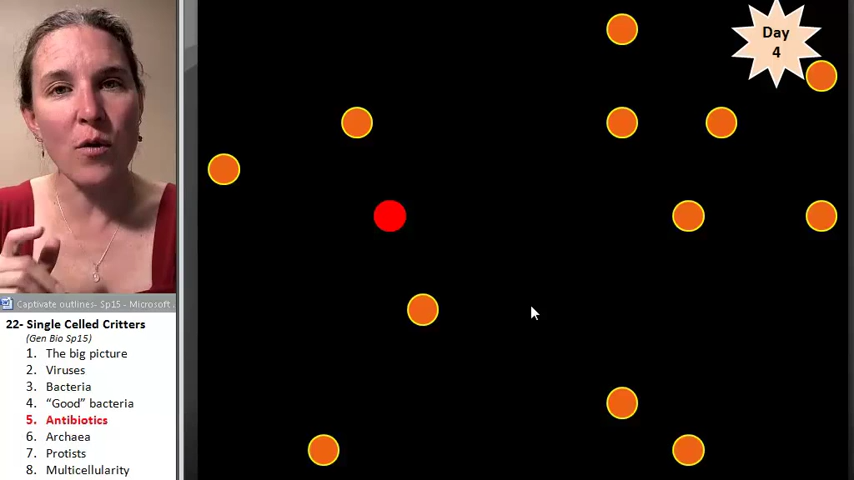 Day
4
Captivate outlines- Sp15 - Microsoft
22- Single Celled Critters
(Gen Bio Sp15)
1. The big picture
2. Viruses
3. Bacteria
4. “Good” bacteria
5. Antibiotics
6. Archaea
7. Protists
8. Multicellularity